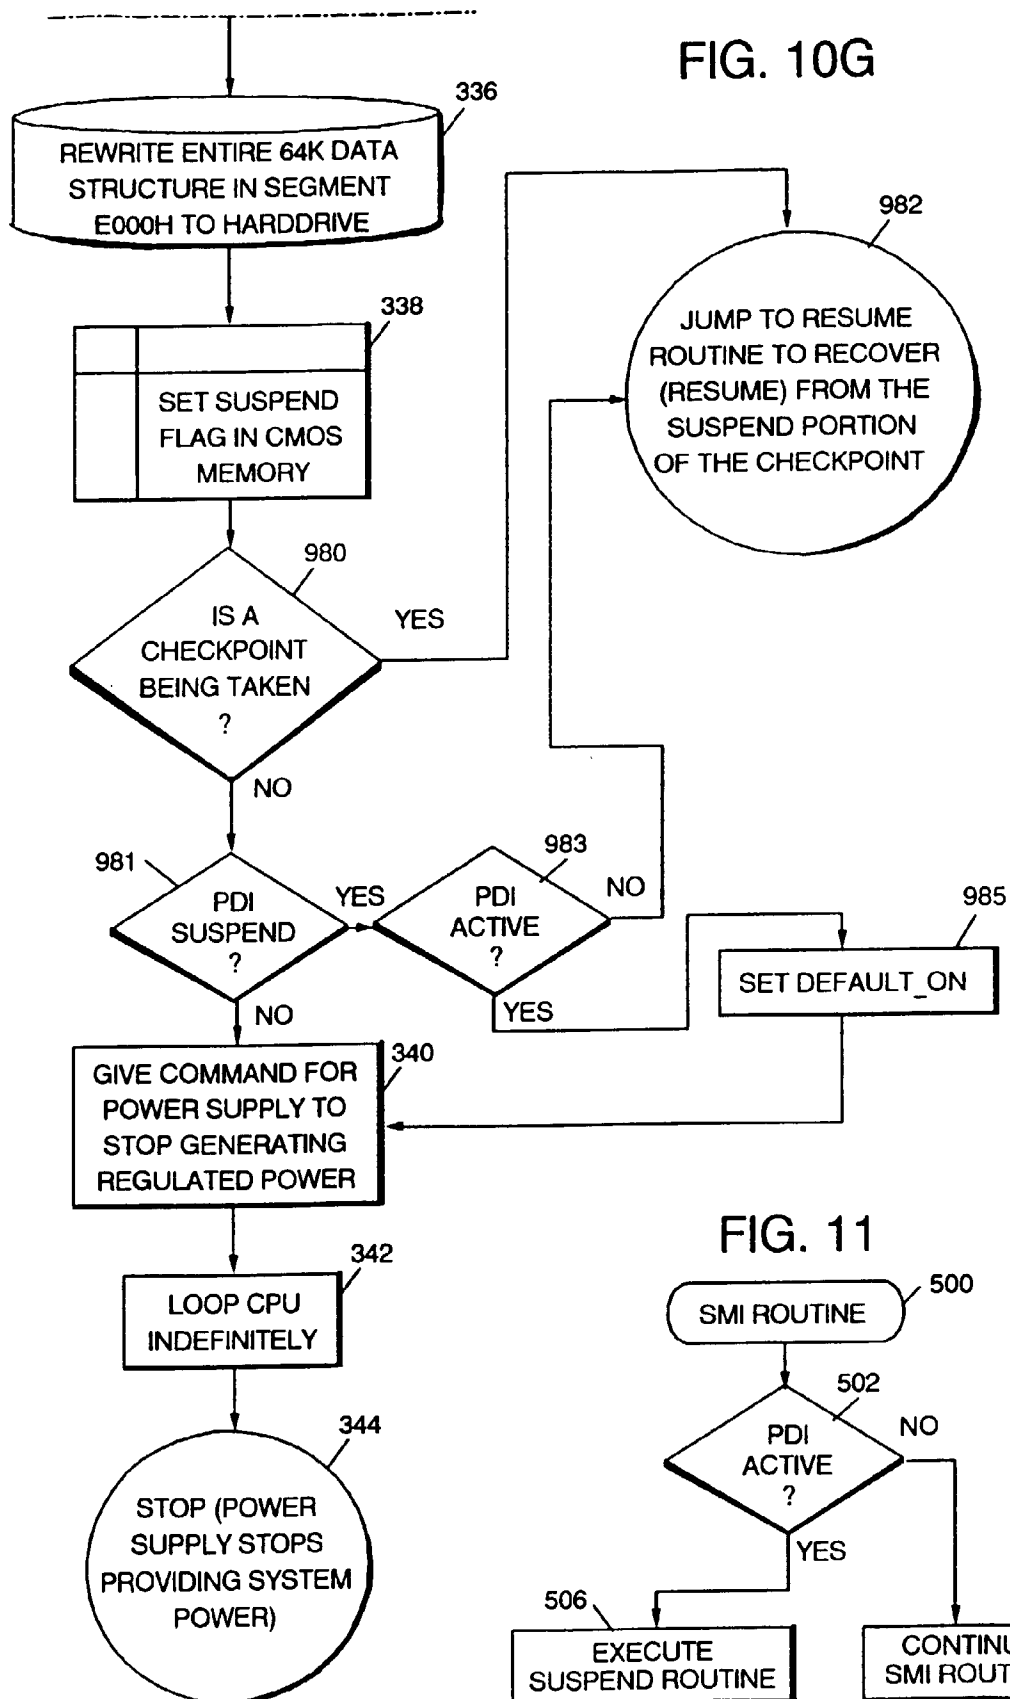 FIG. 10G
336
REWRITE ENTIRE 64K DATA
STRUCTURE IN SEGMENT
E000H TO HARDDRIVE
338
SET SUSPEND
FLAG IN CMOS
MEMORY
980
IS A
CHECKPOINT
BEING TAKEN
?
YES
NO
982
JUMP TO RESUME
ROUTINE TO RECOVER
(RESUME) FROM THE
SUSPEND PORTION
OF THE CHECKPOINT
981
PDI
SUSPEND
?
YES
NO
983
PDI
ACTIVE
?
NO
YES
985
SET DEFAULT_ON
340
GIVE COMMAND FOR
POWER SUPPLY TO
STOP GENERATING
REGULATED POWER
342
LOOP CPU
INDEFINITELY
344
STOP (POWER
SUPPLY STOPS
PROVIDING SYSTEM
POWER)
FIG. 11
500
SMI ROUTINE
502
PDI
ACTIVE
?
NO
YES
506
EXECUTE
SUSPEND ROUTINE
CONTINU
SMI ROUT